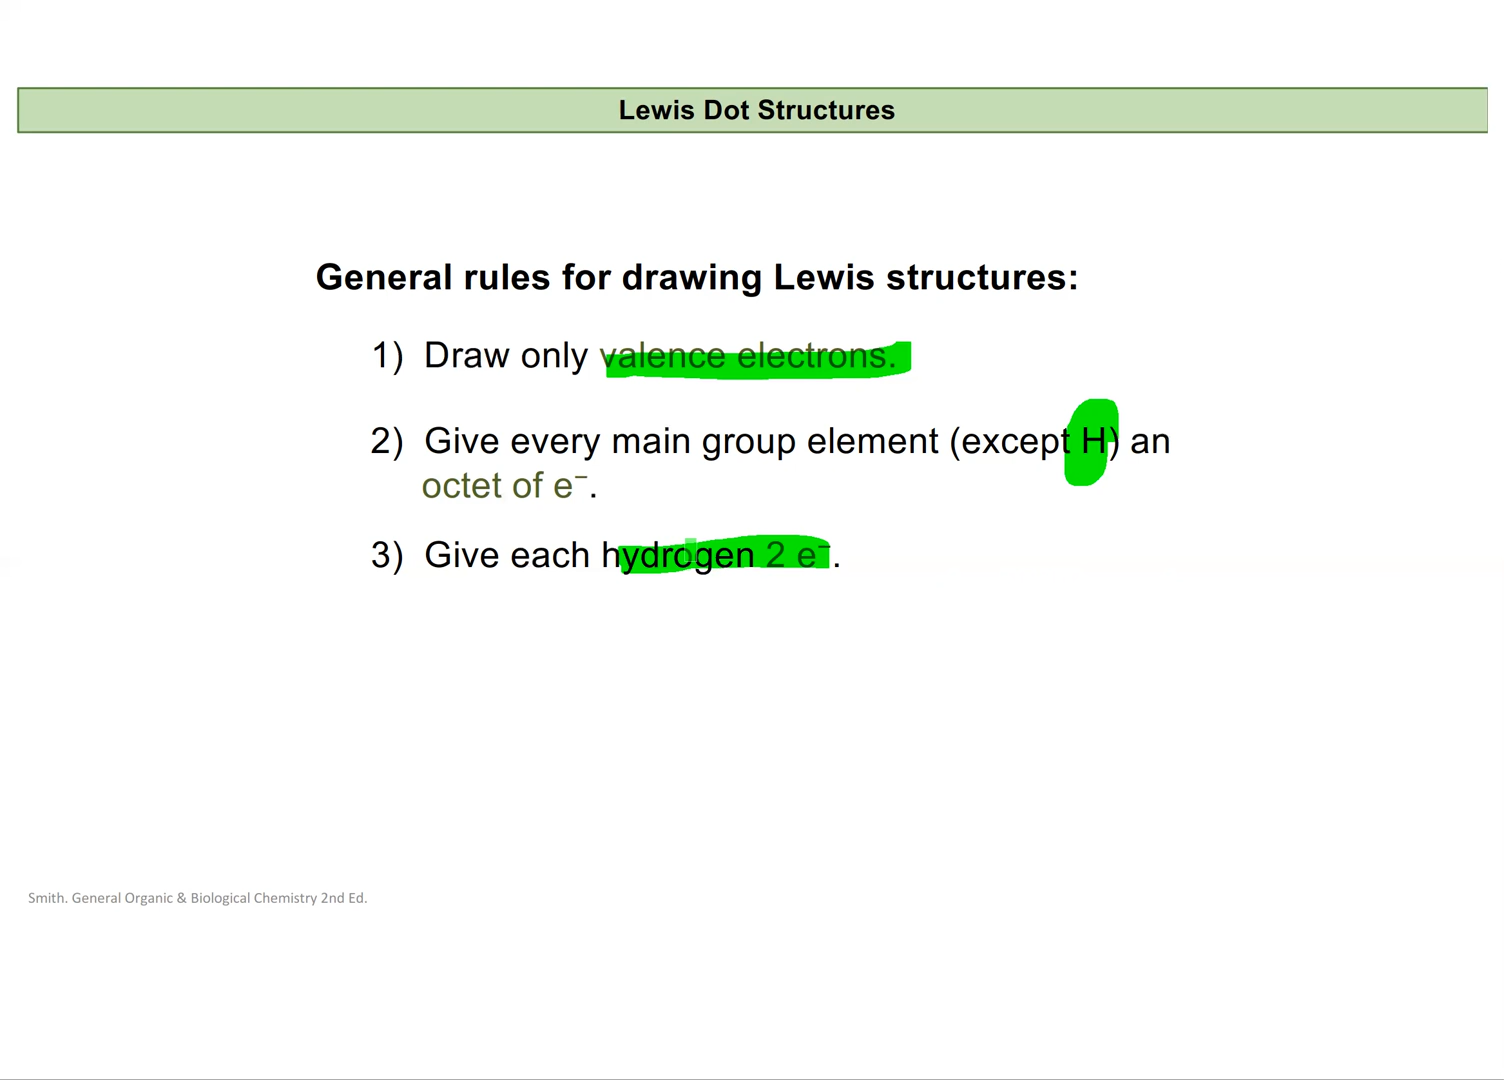 Lewis Dot Structures
General rules for drawing Lewis structures:
1) Draw only valence electrons.
2) Give every main group element (except H) an
octet of e⁻.
3) Give each hydrogen 2 e⁻.
Smith. General Organic & Biological Chemistry 2nd Ed.